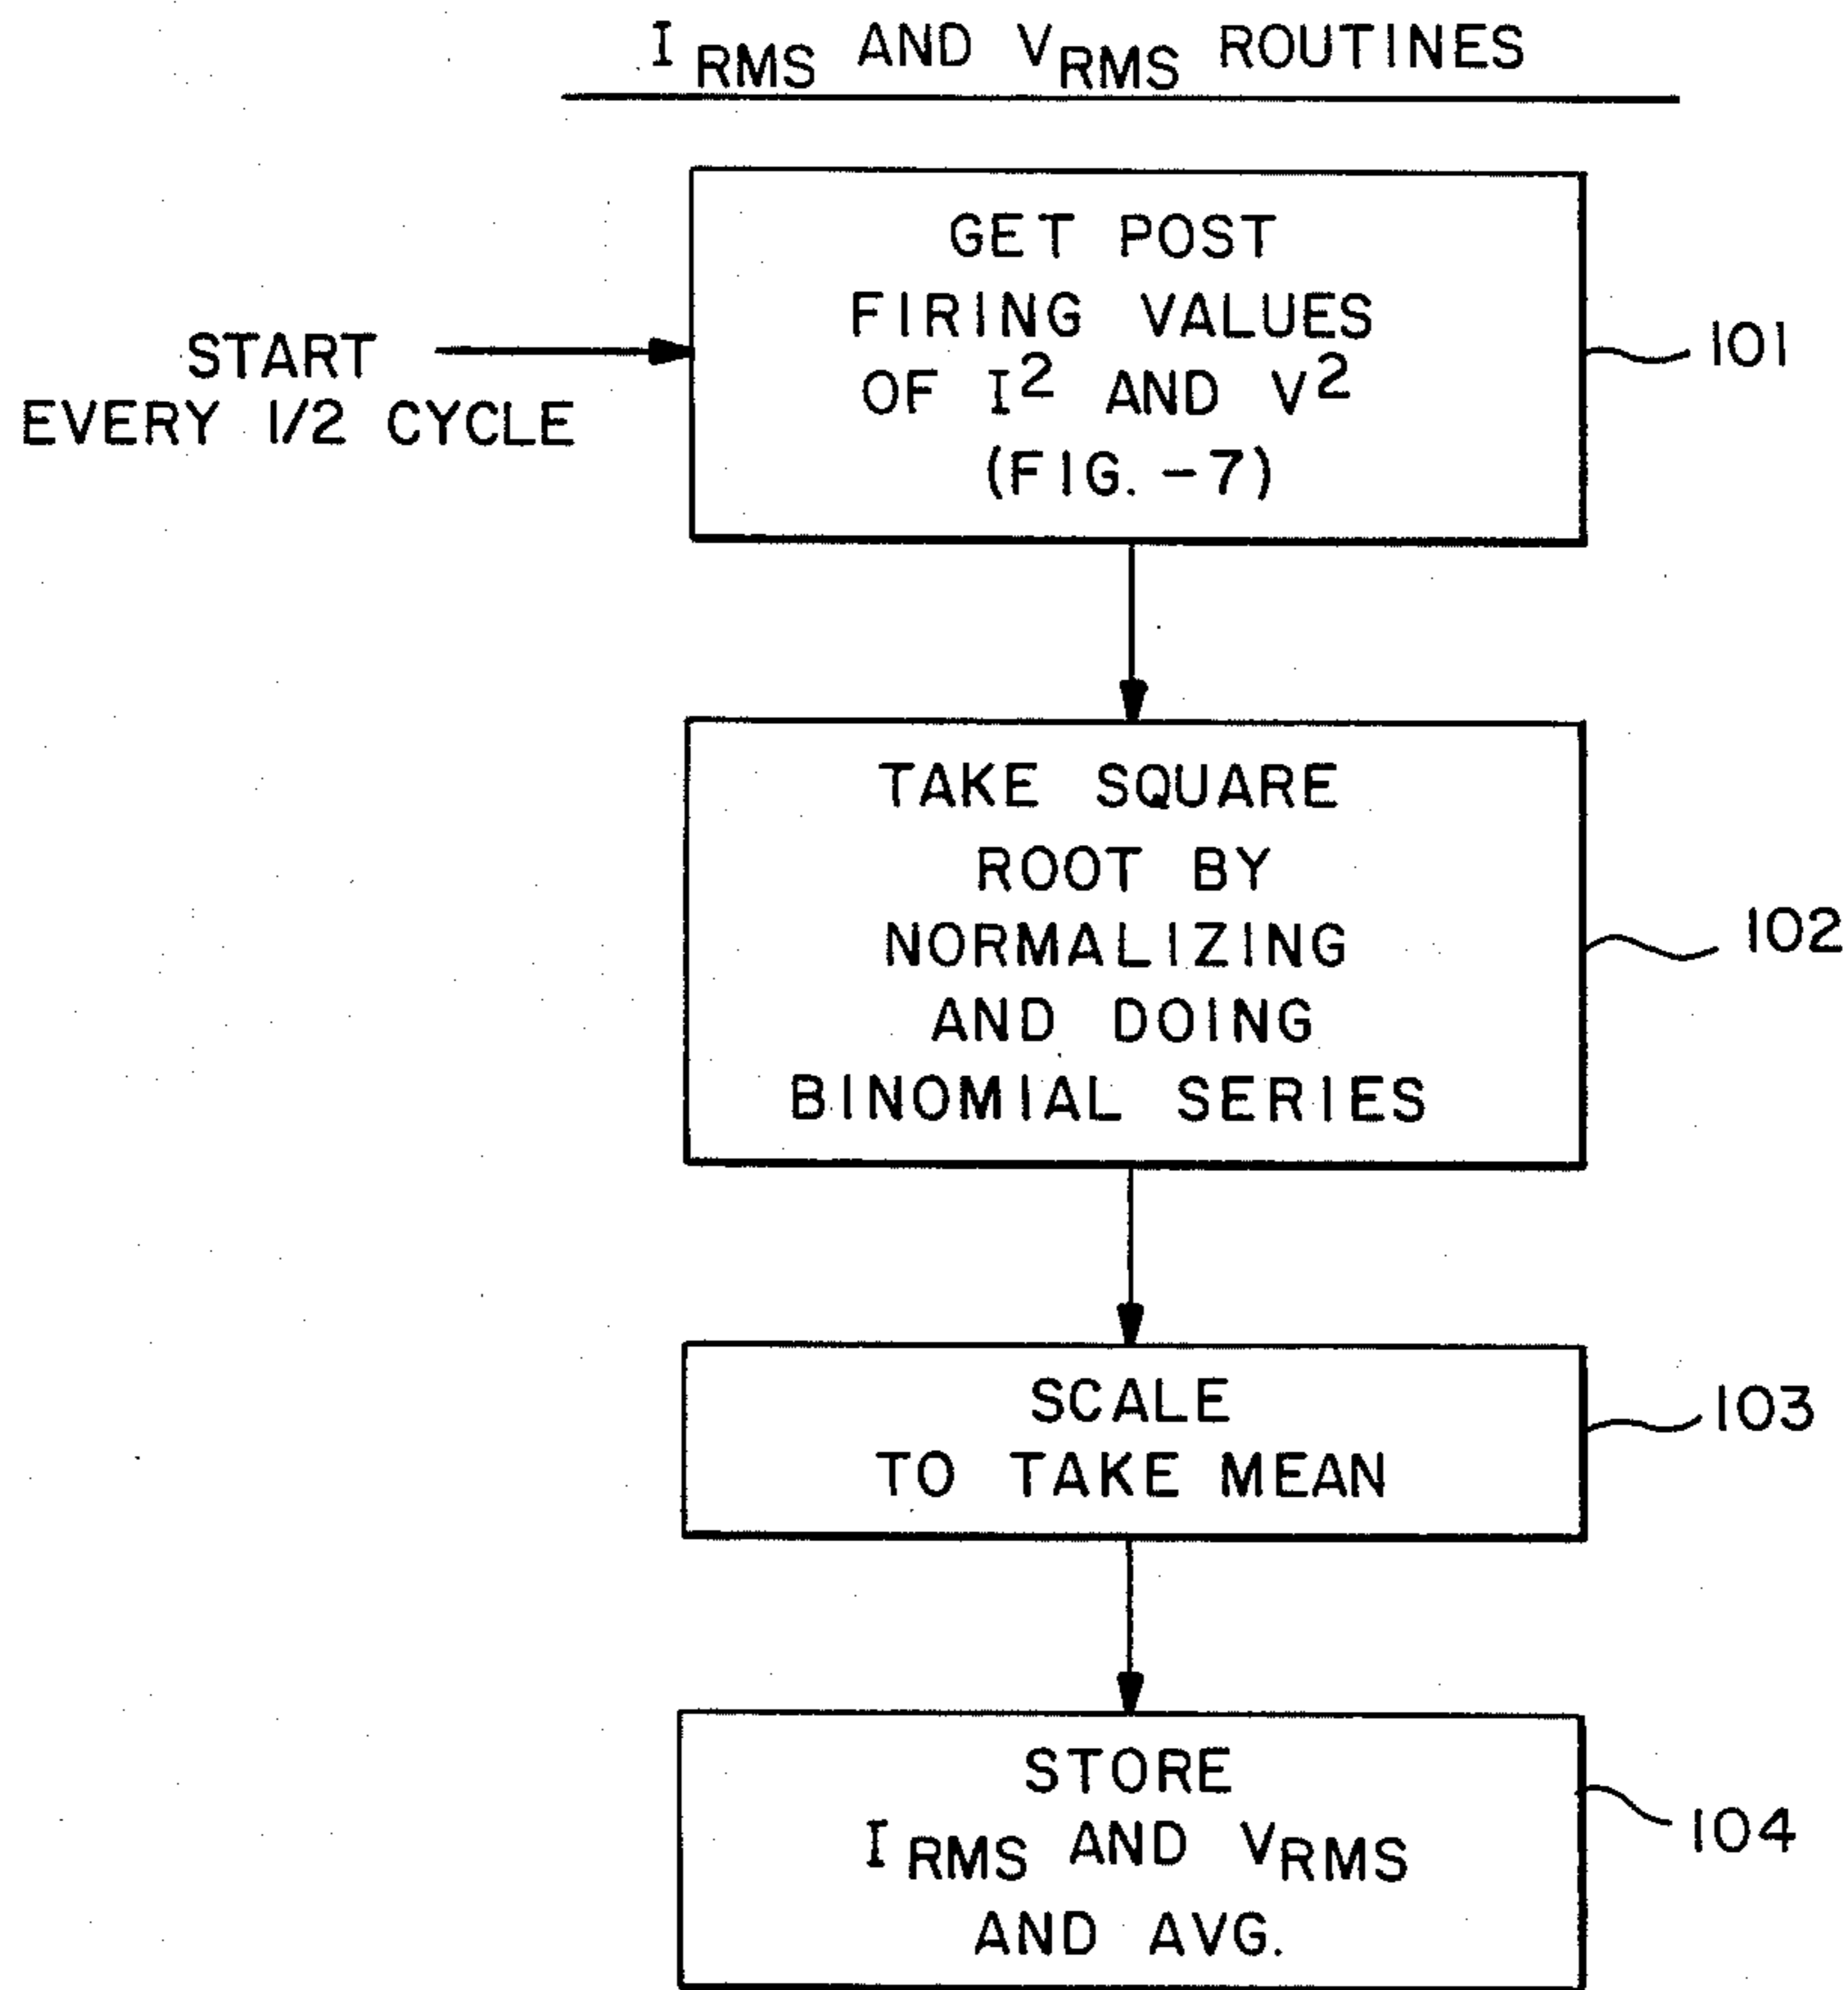 I RMS AND VRMS ROUTINES
START
EVERY 1/2 CYCLE
GET POST
FIRING VALUES
OF I² AND V²
(FIG. -7)
101
TAKE SQUARE
ROOT BY
NORMALIZING
AND DOING
BINOMIAL SERIES
102
SCALE
TO TAKE MEAN
103
STORE
I RMS AND VRMS
AND AVG.
104